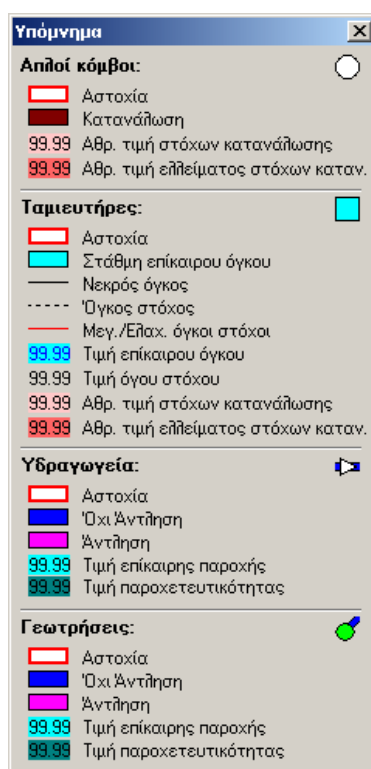 Υπόμνημα
Απλοί κόμβοι:
Αστοχία
Κατανάλωση
99.99 Αθρ. τιμή στόχων κατανάλωσης
99.99 Αθρ. τιμή ελλείματος στόχων καταν.
Ταμιευτήρες:
Αστοχία
Στάθμη επίκαιρου όγκου
Νεκρός όγκος
Όγκος στόχος
Μεγ./Ελαχ. όγκοι στόχοι
99.99 Τιμή επίκαιρου όγκου
99.99 Τιμή όγου στόχου
99.99 Αθρ. τιμή στόχων κατανάλωσης
99.99 Αθρ. τιμή ελλείματος στόχων καταν.
Υδραγωγεία:
Αστοχία
Όχι Άντληση
Άντληση
99.99 Τιμή επίκαιρης παροχής
99.99 Τιμή παροχετευτικότητας
Γεωτρήσεις:
Αστοχία
Όχι Άντληση
Άντληση
99.99 Τιμή επίκαιρης παροχής
99.99 Τιμή παροχετευτικότητας